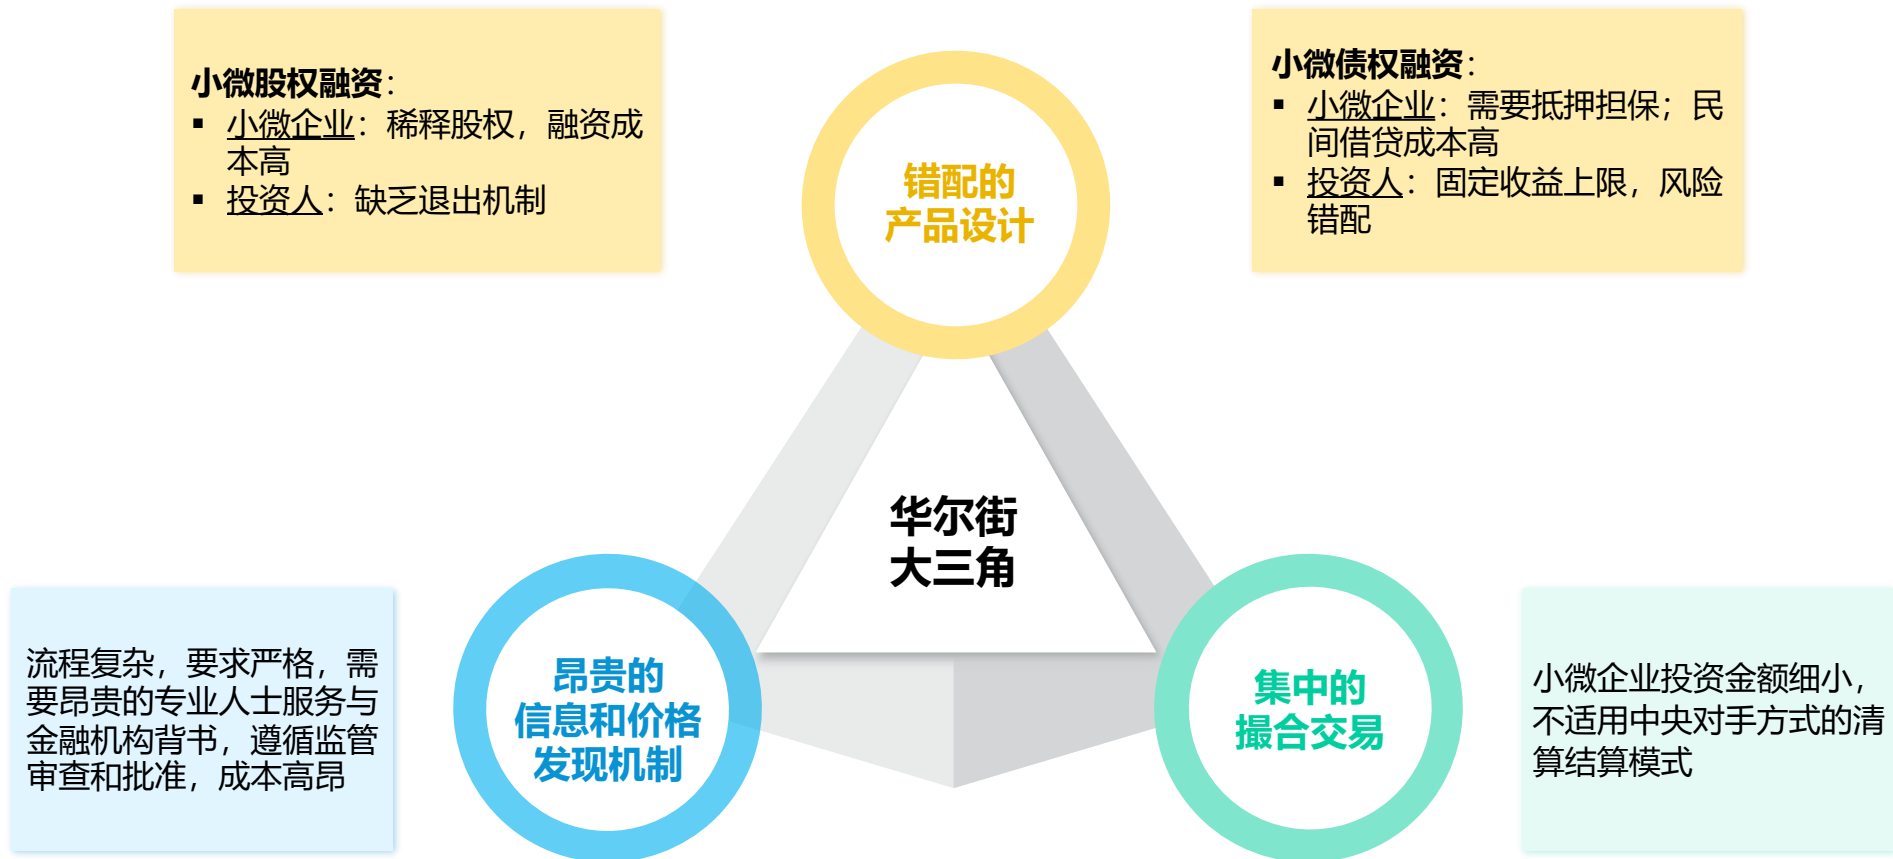 小微股权融资：
▪ 小微企业：稀释股权，融资成
本高
▪ 投资人：缺乏退出机制
错配的
产品设计
小微债权融资：
▪ 小微企业：需要抵押担保；民
间借贷成本高
▪ 投资人：固定收益上限，风险
错配
华尔街
大三角
流程复杂，要求严格，需
要昂贵的专业人士服务与
金融机构背书，遵循监管
审查和批准，成本高昂
昂贵的
信息和价格
发现机制
集中的
撮合交易
小微企业投资金额细小，
不适用中央对手方式的清
算结算模式